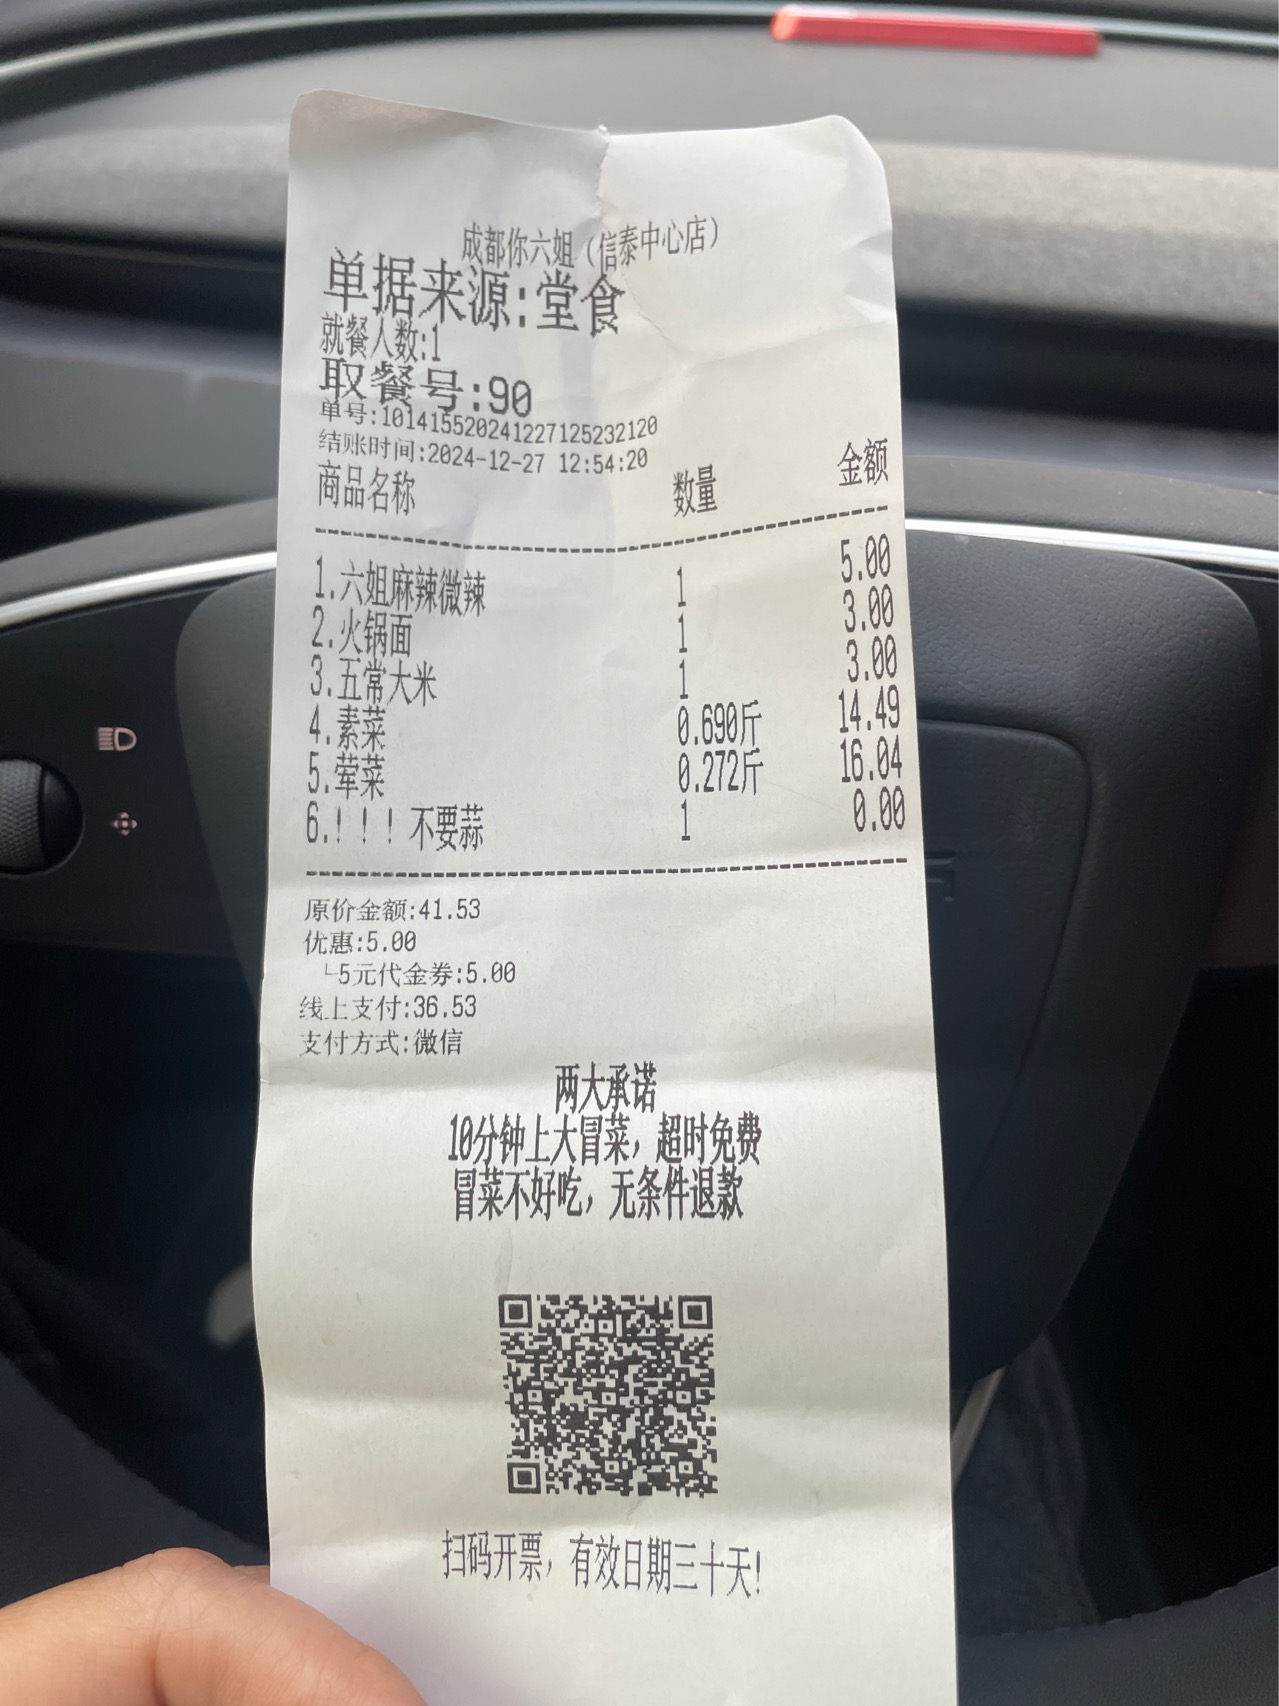 成都你六姐（信泰中心店）
单据来源:堂食
就餐人数:1
取餐号:90
单号:101415520241227125232120
结账时间:2024-12-27 12:54:20
商品名称 数量 金额
1.六姐麻辣微辣 1 5.00
2.火锅面 1 3.00
3.五常大米 1 3.00
4.素菜 0.690斤 14.49
5.荤菜 0.272斤 16.04
6.！！！不要蒜 1 0.00
原价金额:41.53
优惠:5.00
└5元代金券:5.00
线上支付:36.53
支付方式:微信
两大承诺
10分钟上大冒菜，超时免费
冒菜不好吃，无条件退款
扫码开票，有效日期三十天!